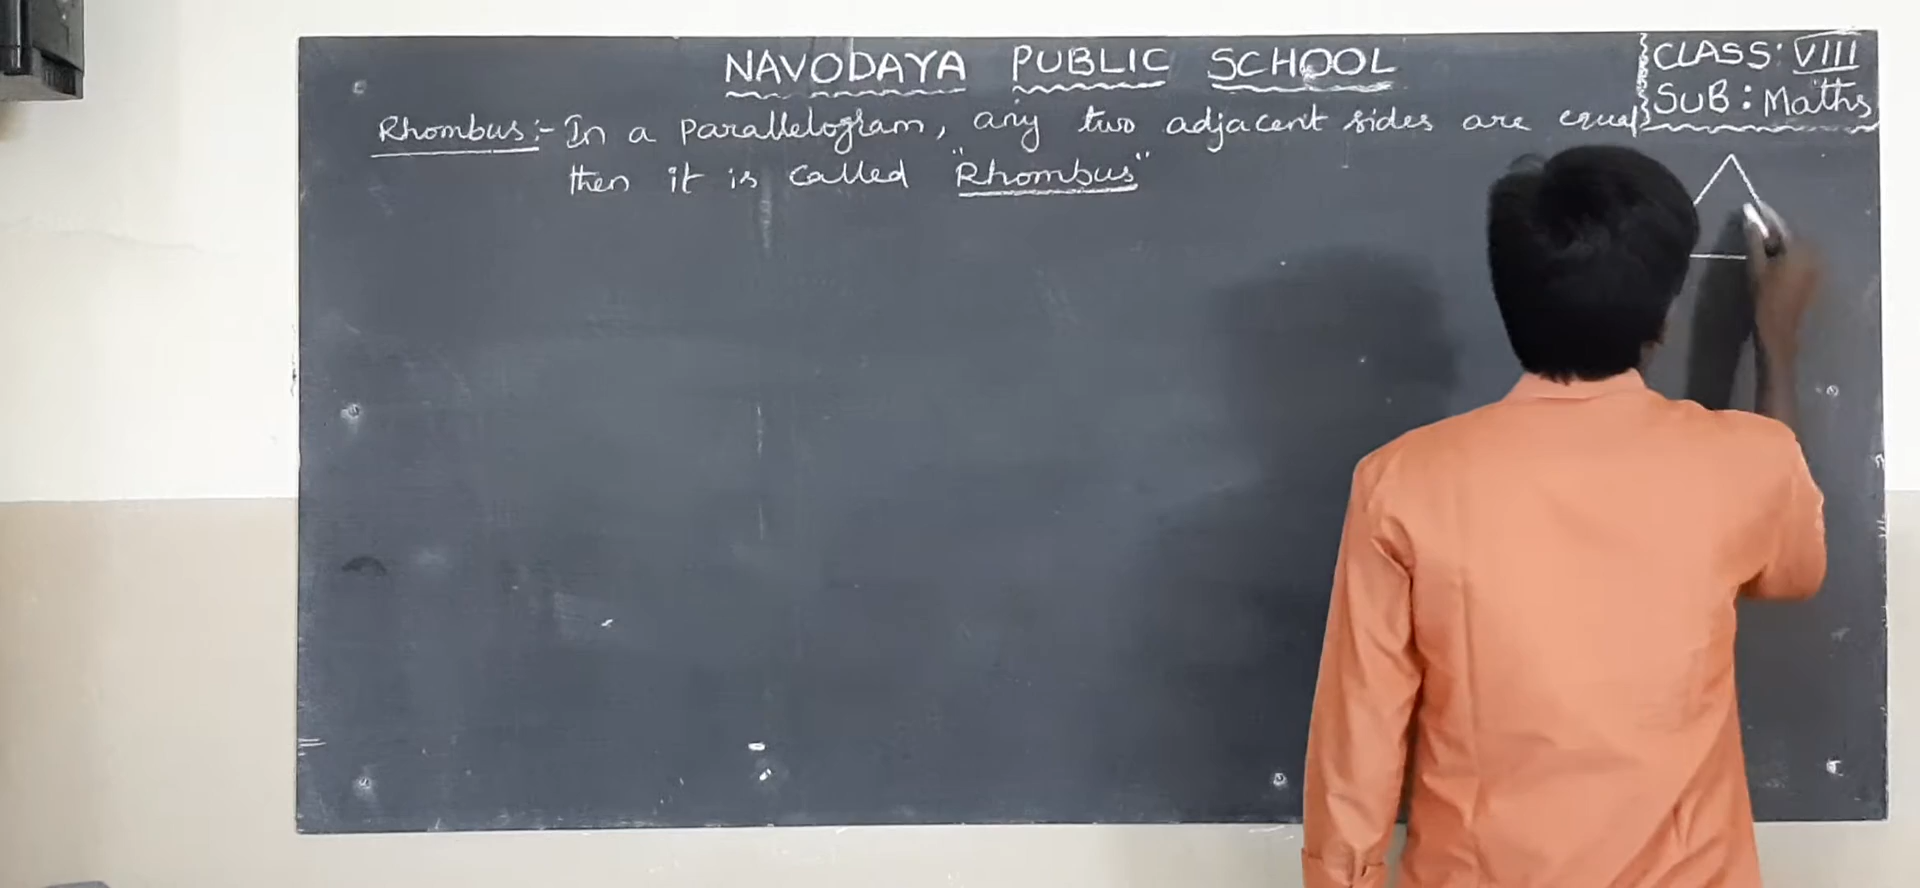 NAVODAYA PUBLIC SCHOOL
CLASS: VIII
SUB: Maths
Rhombus:- In a parallelogram, any two adjacent sides are equal
then it is called "Rhombus"